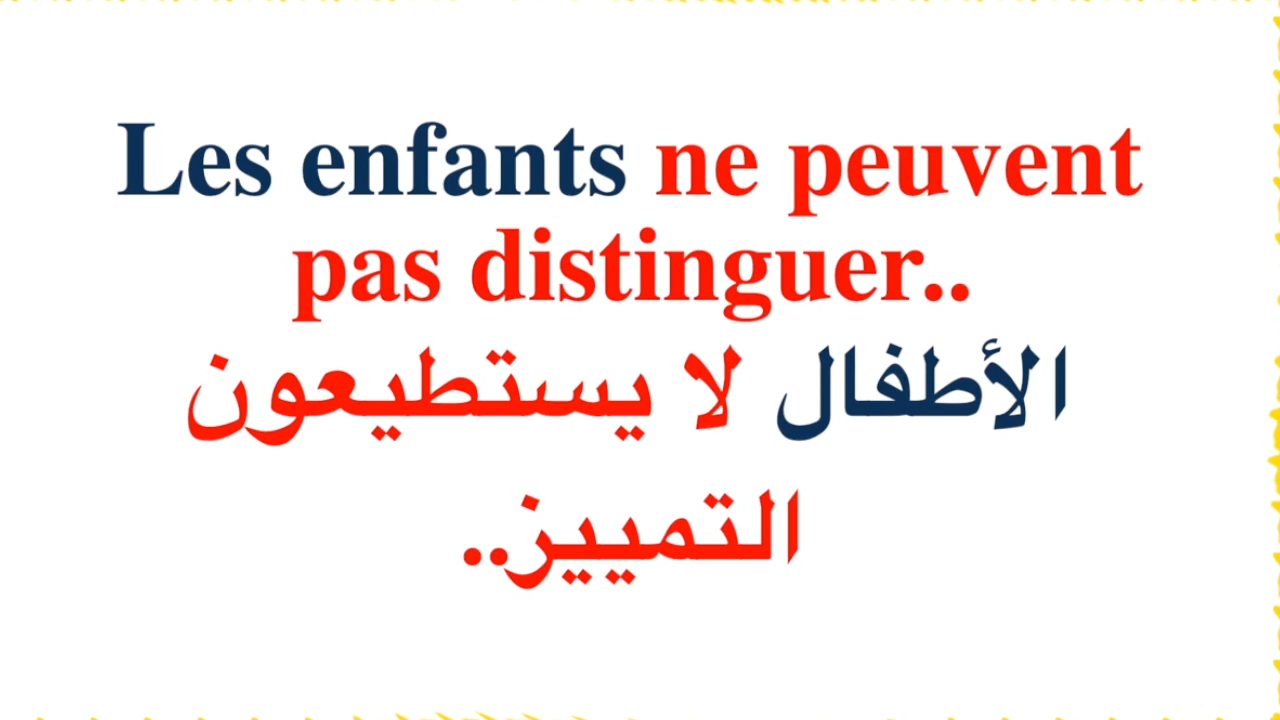 Les enfants ne peuvent
pas distinguer..
الأطفال لا يستطيعون
التمييز..